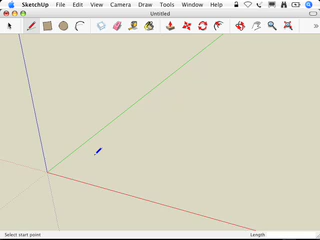 SketchUp File Edit View Camera Draw Tools Window Help
Untitled
Select start point Length